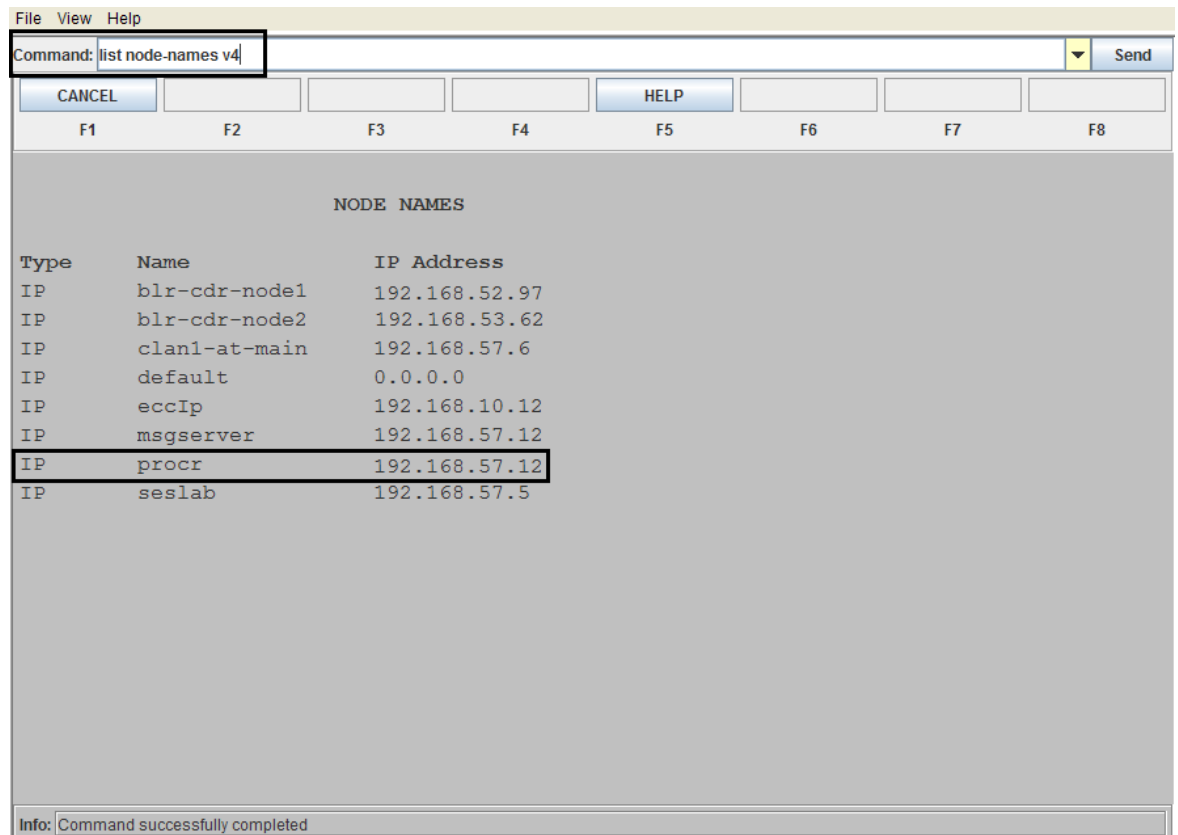 File View Help
Command: list node-names v4 Send
CANCEL HELP
F1 F2 F3 F4 F5 F6 F7 F8
NODE NAMES
Type Name IP Address
IP blr-cdr-node1 192.168.52.97
IP blr-cdr-node2 192.168.53.62
IP clan1-at-main 192.168.57.6
IP default 0.0.0.0
IP eccIp 192.168.10.12
IP msgserver 192.168.57.12
IP procr 192.168.57.12
IP seslab 192.168.57.5
Info: Command successfully completed